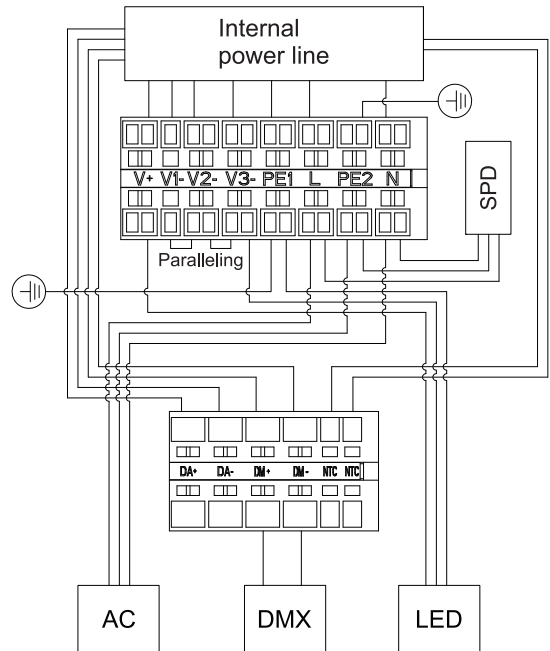 Internal
power line
V+ V1- V2- V3- PE1 L PE2 N
SPD
Paralleling
DA+ DA- DM+ DM- NTC NTC
AC
DMX
LED